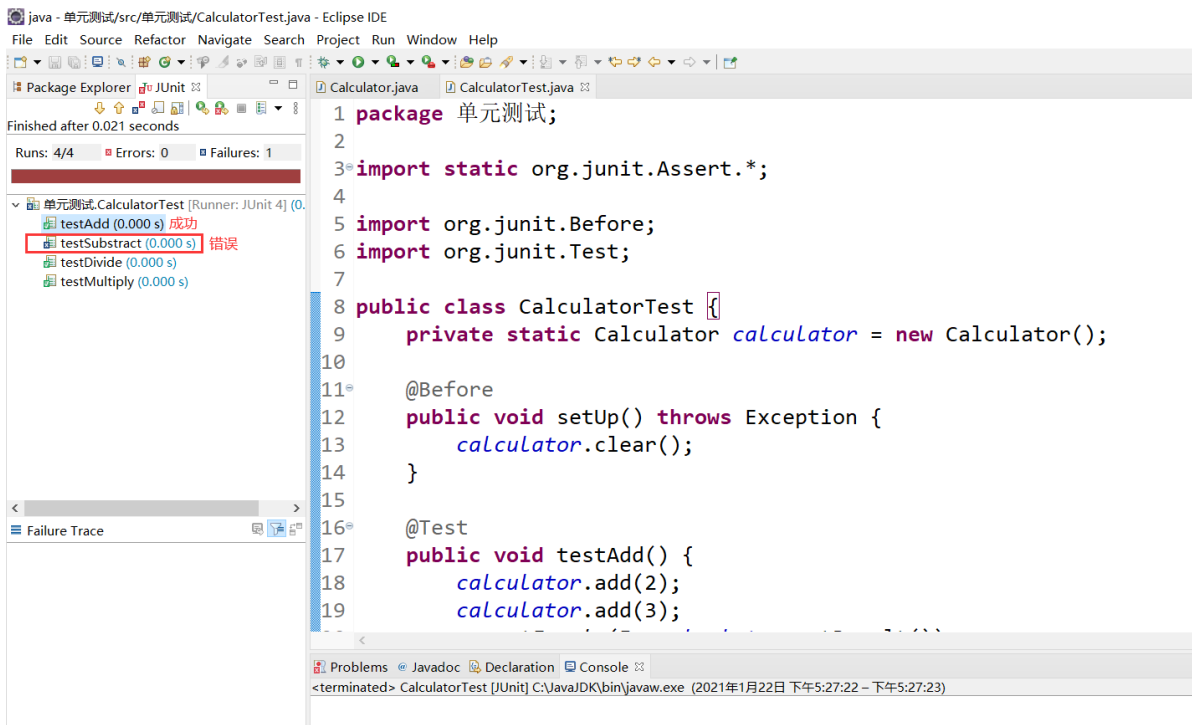 java - 单元测试/src/单元测试/CalculatorTest.java - Eclipse IDE
File Edit Source Refactor Navigate Search Project Run Window Help
Package Explorer JUnit
Calculator.java CalculatorTest.java
Finished after 0.021 seconds
Runs: 4/4 Errors: 0 Failures: 1
单元测试.CalculatorTest [Runner: JUnit 4] (0.
testAdd (0.000 s) 成功
testSubstract (0.000 s) 错误
testDivide (0.000 s)
testMultiply (0.000 s)
Failure Trace
1 package 单元测试;
2
3 import static org.junit.Assert.*;
4
5 import org.junit.Before;
6 import org.junit.Test;
7
8 public class CalculatorTest {
9 private static Calculator calculator = new Calculator();
10
11 @Before
12 public void setUp() throws Exception {
13 calculator.clear();
14 }
15
16 @Test
17 public void testAdd() {
18 calculator.add(2);
19 calculator.add(3);
Problems Javadoc Declaration Console
<terminated> CalculatorTest [JUnit] C:\JavaJDK\bin\javaw.exe (2021年1月22日 下午5:27:22 – 下午5:27:23)